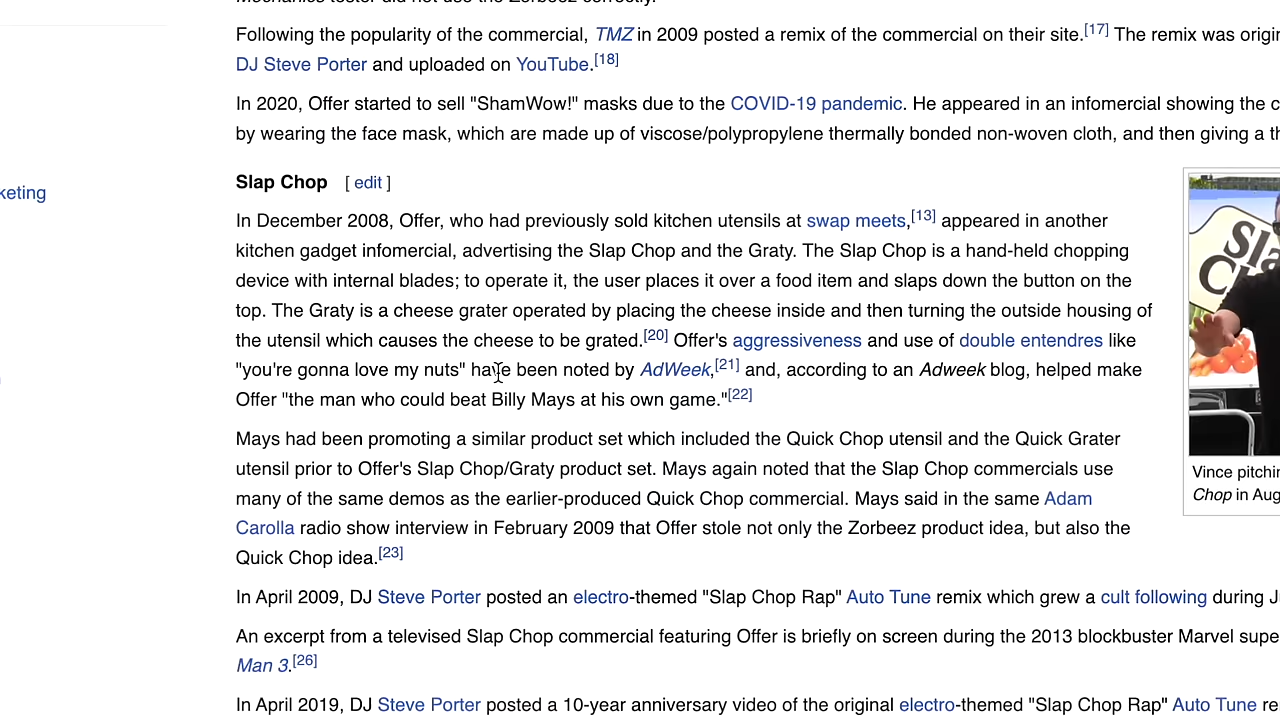 Mechanics tester did not use the Zorbeez correctly.
Following the popularity of the commercial, TMZ in 2009 posted a remix of the commercial on their site.[17] The remix was origi
DJ Steve Porter and uploaded on YouTube.[18]
In 2020, Offer started to sell "ShamWow!" masks due to the COVID-19 pandemic. He appeared in an infomercial showing the c
by wearing the face mask, which are made up of viscose/polypropylene thermally bonded non-woven cloth, and then giving a th
keting
Slap Chop [ edit ]
In December 2008, Offer, who had previously sold kitchen utensils at swap meets,[13] appeared in another
kitchen gadget infomercial, advertising the Slap Chop and the Graty. The Slap Chop is a hand-held chopping
device with internal blades; to operate it, the user places it over a food item and slaps down the button on the
top. The Graty is a cheese grater operated by placing the cheese inside and then turning the outside housing of
the utensil which causes the cheese to be grated.[20] Offer's aggressiveness and use of double entendres like
"you're gonna love my nuts" have been noted by AdWeek,[21] and, according to an Adweek blog, helped make
Offer "the man who could beat Billy Mays at his own game."[22]
Mays had been promoting a similar product set which included the Quick Chop utensil and the Quick Grater
utensil prior to Offer's Slap Chop/Graty product set. Mays again noted that the Slap Chop commercials use
many of the same demos as the earlier-produced Quick Chop commercial. Mays said in the same Adam
Carolla radio show interview in February 2009 that Offer stole not only the Zorbeez product idea, but also the
Quick Chop idea.[23]
Vince pitchin
Chop in Aug
In April 2009, DJ Steve Porter posted an electro-themed "Slap Chop Rap" Auto Tune remix which grew a cult following during J
An excerpt from a televised Slap Chop commercial featuring Offer is briefly on screen during the 2013 blockbuster Marvel supe
Man 3.[26]
In April 2019, DJ Steve Porter posted a 10-year anniversary video of the original electro-themed "Slap Chop Rap" Auto Tune re